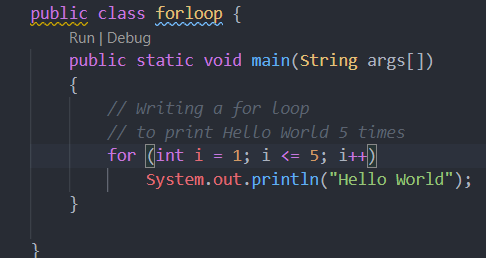 public class forloop {
Run | Debug
public static void main(String args[])
{
// Writing a for loop
// to print Hello World 5 times
for (int i = 1; i <= 5; i++)
System.out.println("Hello World");
}
}